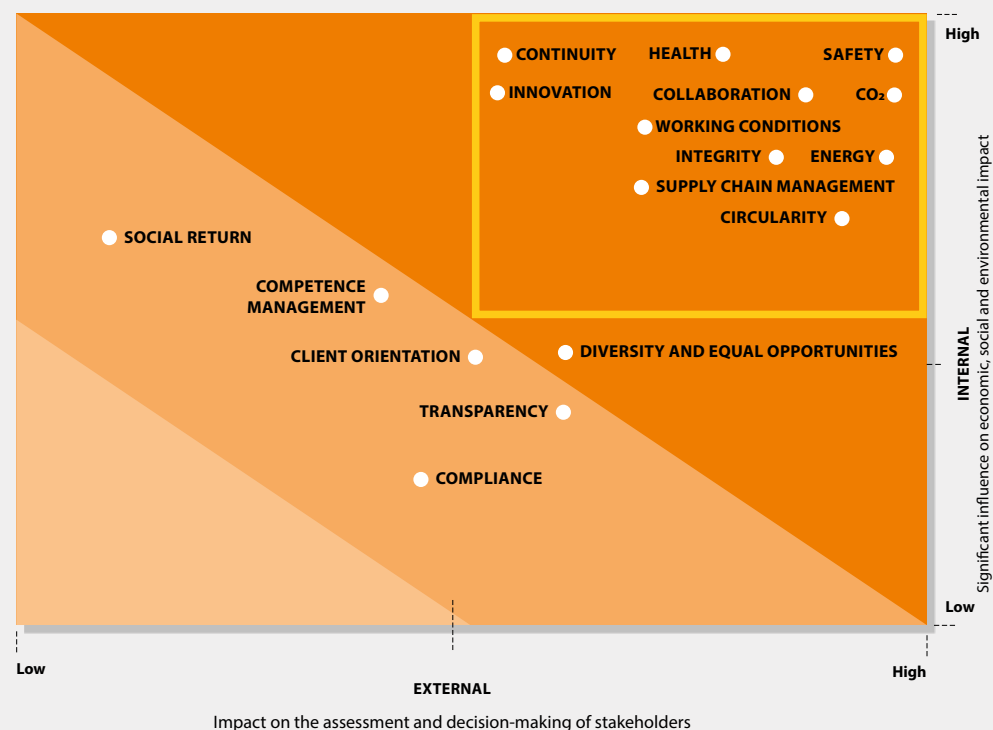 High
CONTINUITY
HEALTH
SAFETY
INNOVATION
COLLABORATION
CO₂
WORKING CONDITIONS
INTEGRITY
ENERGY
SUPPLY CHAIN MANAGEMENT
CIRCULARITY
SOCIAL RETURN
COMPETENCE
MANAGEMENT
CLIENT ORIENTATION
DIVERSITY AND EQUAL OPPORTUNITIES
TRANSPARENCY
COMPLIANCE
INTERNAL
Significant influence on economic, social and environmental impact
Low
Low
High
EXTERNAL
Impact on the assessment and decision-making of stakeholders